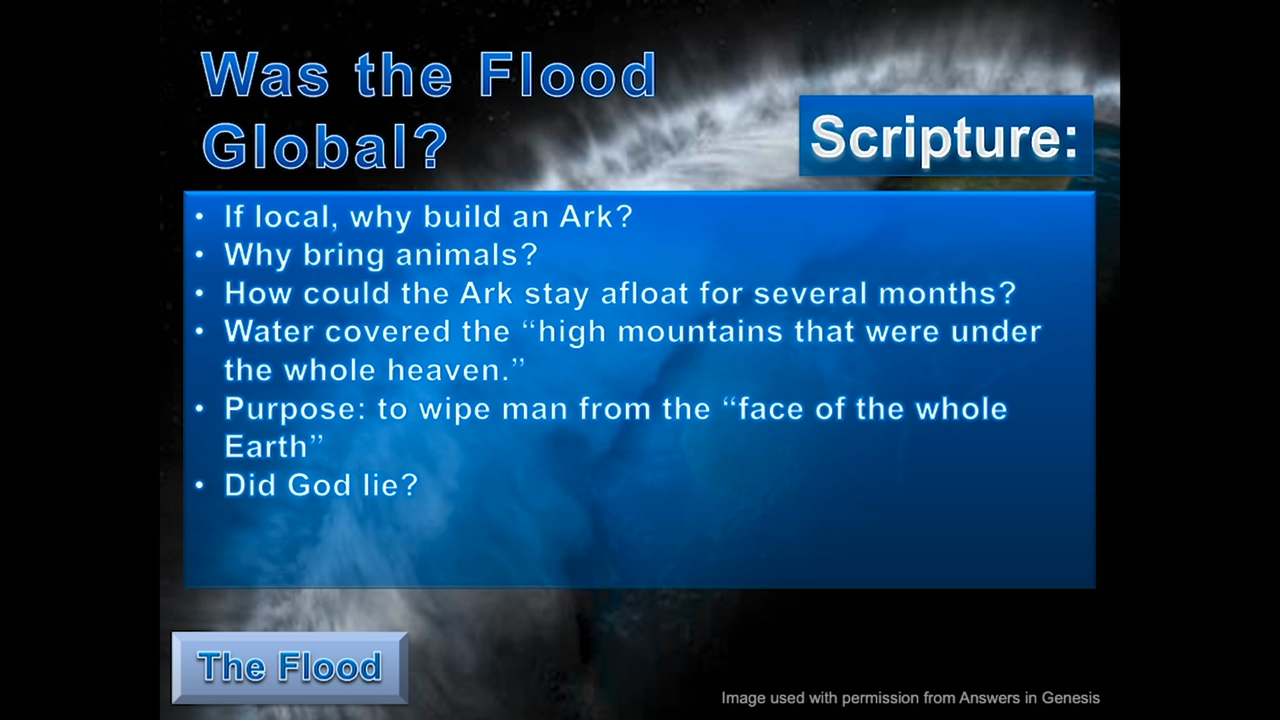 Was the Flood
Global?
Scripture:
• If local, why build an Ark?
• Why bring animals?
• How could the Ark stay afloat for several months?
• Water covered the “high mountains that were under
the whole heaven.”
• Purpose: to wipe man from the “face of the whole
Earth”
• Did God lie?
The Flood
Image used with permission from Answers in Genesis